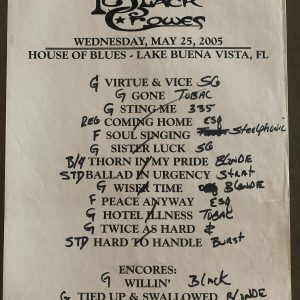 Black
Crowes
WEDNESDAY, MAY 25, 2005
HOUSE OF BLUES - LAKE BUENA VISTA, FL
G VIRTUE & VICE SG
G GONE TUBAC
G STING ME 335
REG COMING HOME ESQ
F SOUL SINGING Steelphonic
G SISTER LUCK SG
THORN IN MY PRIDE BLONDE
STD BALLAD IN URGENCY STRAT
G WISER TIME BLONDE
F PEACE ANYWAY ESQ
G HOTEL ILLNESS TUBAC
G TWICE AS HARD
STD HARD TO HANDLE BURST
ENCORES:
G WILLIN' BLACK
G TIED UP & SWALLOWED BLONDE